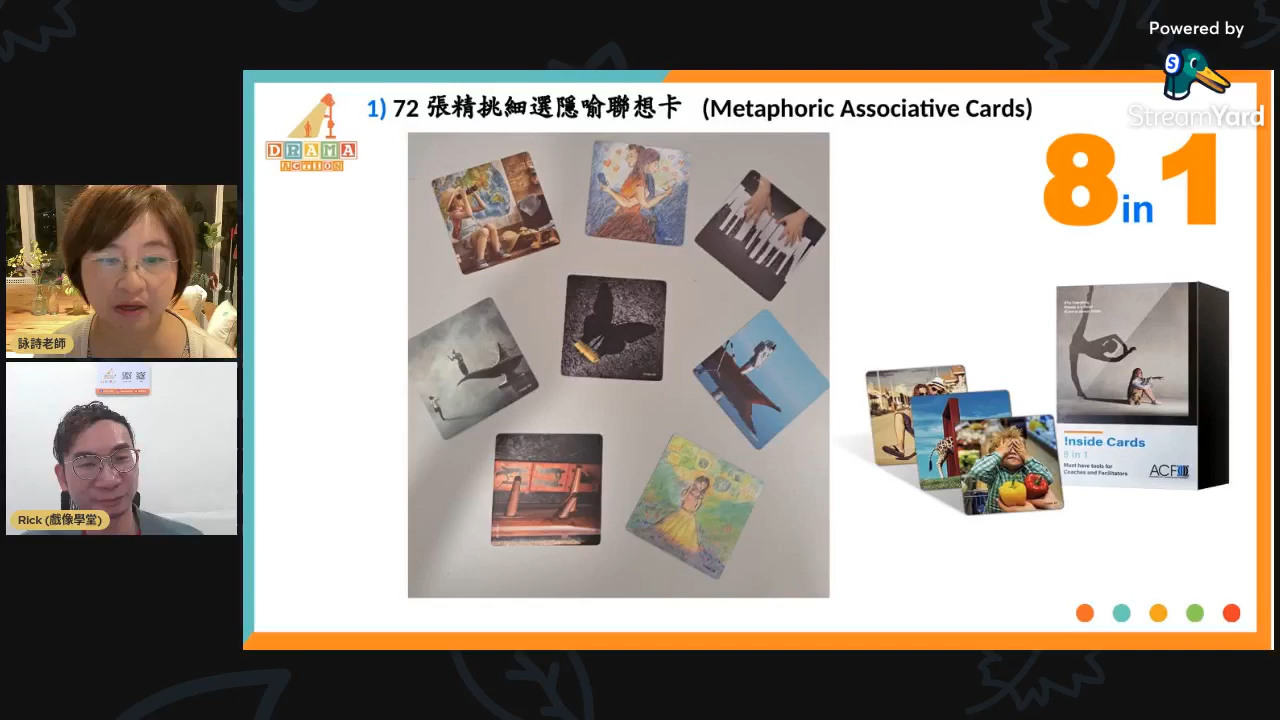 Powered by
StreamYard
1) 72 張精挑細選隱喻聯想卡 (Metaphoric Associative Cards)
DRAMA
ACTION
8 in 1
詠詩老師
Rick (戲像學堂)
!nside Cards
8 in 1
Must have tools for
Coaches and Facilitators
ACF